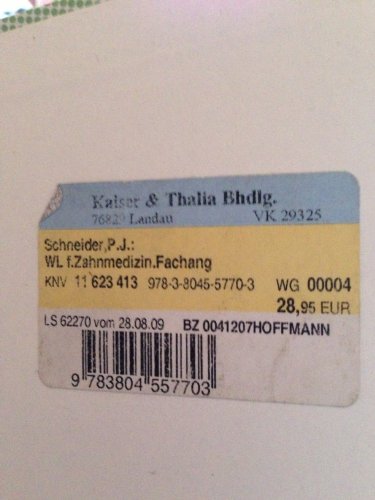 Kaiser & Thalia Bhdlg.
76829 Landau VK 29325
Schneider,P.J.:
WL f.Zahnmedizin.Fachang
KNV 11 623 413 978-3-8045-5770-3 WG 00004
28,95 EUR
LS 62270 vom 28.08.09 BZ 0041207HOFFMANN
9 783804 557703